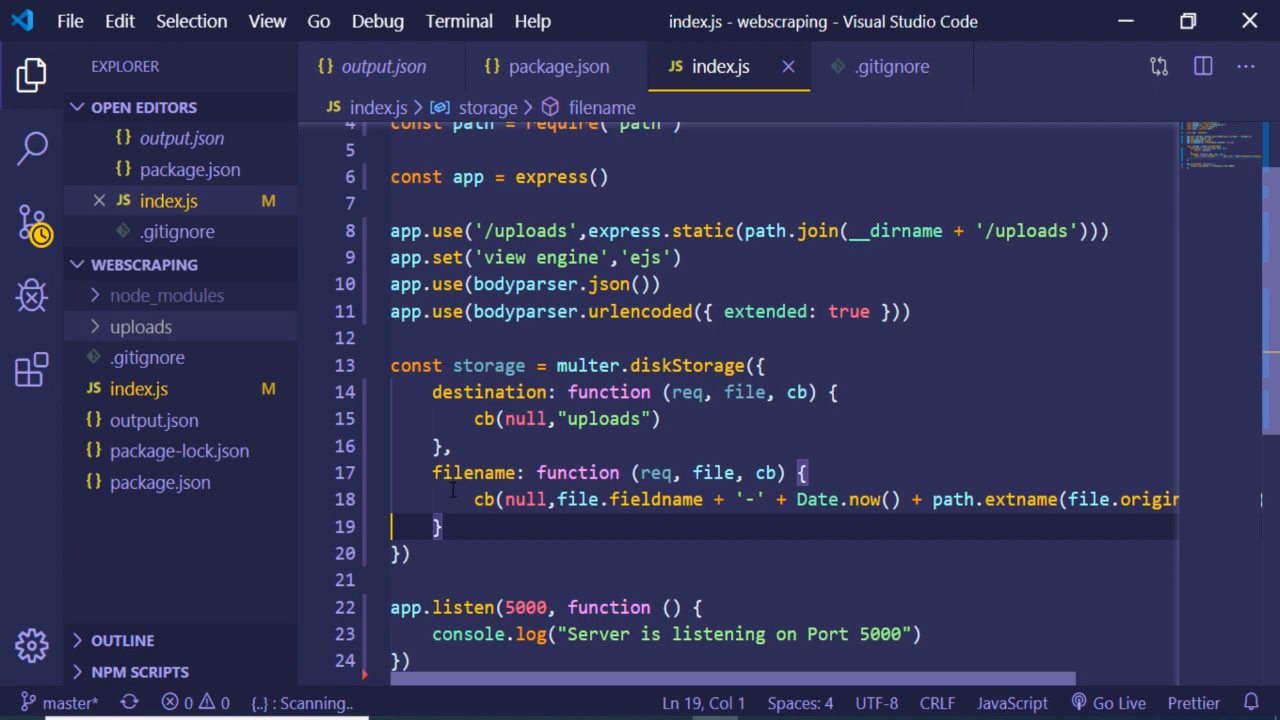 File Edit Selection View Go Debug Terminal Help index.js - webscraping - Visual Studio Code
EXPLORER
{} output.json {} package.json JS index.js .gitignore ...
OPEN EDITORS
{} output.json
{} package.json
JS index.js M
.gitignore
WEBSCRAPING
node_modules
uploads
.gitignore
JS index.js M
{} output.json
{} package-lock.json
{} package.json
OUTLINE
NPM SCRIPTS
JS index.js > storage > filename
4 const path = require('path')
5
6 const app = express()
7
8 app.use('/uploads',express.static(path.join(__dirname + '/uploads')))
9 app.set('view engine','ejs')
10 app.use(bodyparser.json())
11 app.use(bodyparser.urlencoded({ extended: true }))
12
13 const storage = multer.diskStorage({
14 destination: function (req, file, cb) {
15 cb(null,"uploads")
16 },
17 filename: function (req, file, cb) {
18 cb(null,file.fieldname + '-' + Date.now() + path.extname(file.origin
19 }
20 })
21
22 app.listen(5000, function () {
23 console.log("Server is listening on Port 5000")
24 })
master* 0 0 {..} : Scanning.. Ln 19, Col 1 Spaces: 4 UTF-8 CRLF JavaScript Go Live Prettier